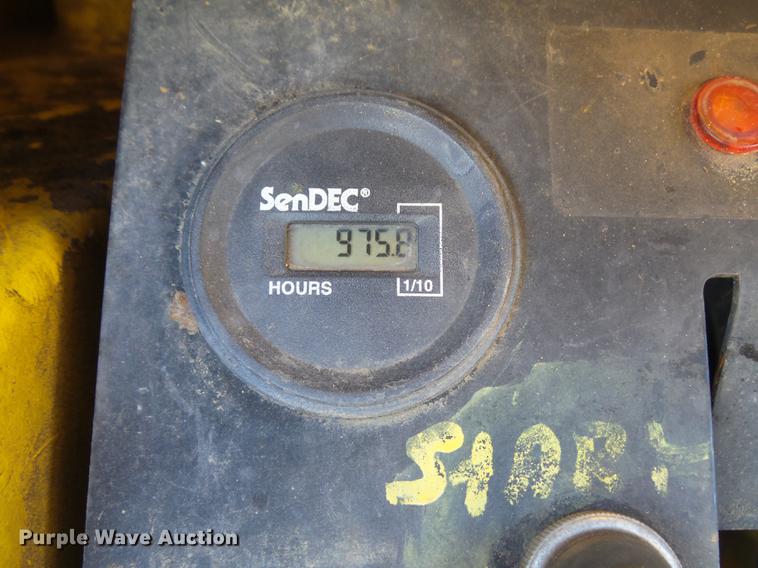 SenDEC®
975.8
HOURS
1/10
START
Purple Wave Auction